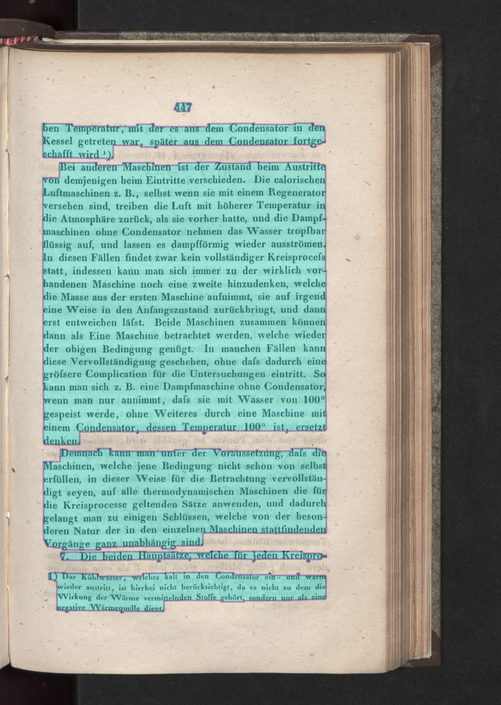 447
ben Temperatur, mit der es aus dem Condensator in den
Kessel getreten war, später aus dem Condensator fortge-
schafft wird ¹).
Bei anderen Maschinen ist der Zustand beim Austritte
von demjenigen beim Eintritte verschieden. Die calorischen
Luftmaschinen z. B., selbst wenn sie mit einem Regenerator
versehen sind, treiben die Luft mit höherer Temperatur in
die Atmosphäre zurück, als sie vorher hatte, und die Dampf-
maschinen ohne Condensator nehmen das Wasser tropfbar
flüssig auf, und lassen es dampfförmig wieder ausströmen.
In diesen Fällen findet zwar kein vollständiger Kreisprocefs
statt, indessen kann man sich immer zu der wirklich vor-
handenen Maschine noch eine zweite hinzudenken, welche
die Masse aus der ersten Maschine aufnimmt, sie auf irgend
eine Weise in den Anfangszustand zurückbringt, und dann
erst entweichen läfst. Beide Maschinen zusammen können
dann als Eine Maschine betrachtet werden, welche wieder
der obigen Bedingung genügt. In manchen Fällen kann
diese Vervollständigung geschehen, ohne dafs dadurch eine
gröfsere Complication für die Untersuchungen eintritt. So
kann man sich z. B. eine Dampfmaschine ohne Condensator,
wenn man nur annimmt, dafs sie mit Wasser von 100°
gespeist werde, ohne Weiteres durch eine Maschine mit
einem Condensator, dessen Temperatur 100° ist, ersetzt
denken.
Demnach kann man unter der Voraussetzung, dafs die
Maschinen, welche jene Bedingung nicht schon von selbst
erfüllen, in dieser Weise für die Betrachtung vervollstän-
digt seyen, auf alle thermodynamischen Maschinen die für
die Kreisprocesse geltenden Sätze anwenden, und dadurch
gelangt man zu einigen Schlüssen, welche von der beson-
deren Natur der in den einzelnen Maschinen stattfindenden
Vorgänge ganz unabhängig sind.
7. Die beiden Hauptsätze, welche für jeden Kreispro-
1) Das Kühlwasser, welches kalt in den Condensator ein- und warm
wieder austritt, ist hierbei nicht berücksichtigt, da es nicht zu dem die
Wirkung der Wärme vermittelnden Stoffe gehört, sondern nur als eine
negative Wärmequelle dient.